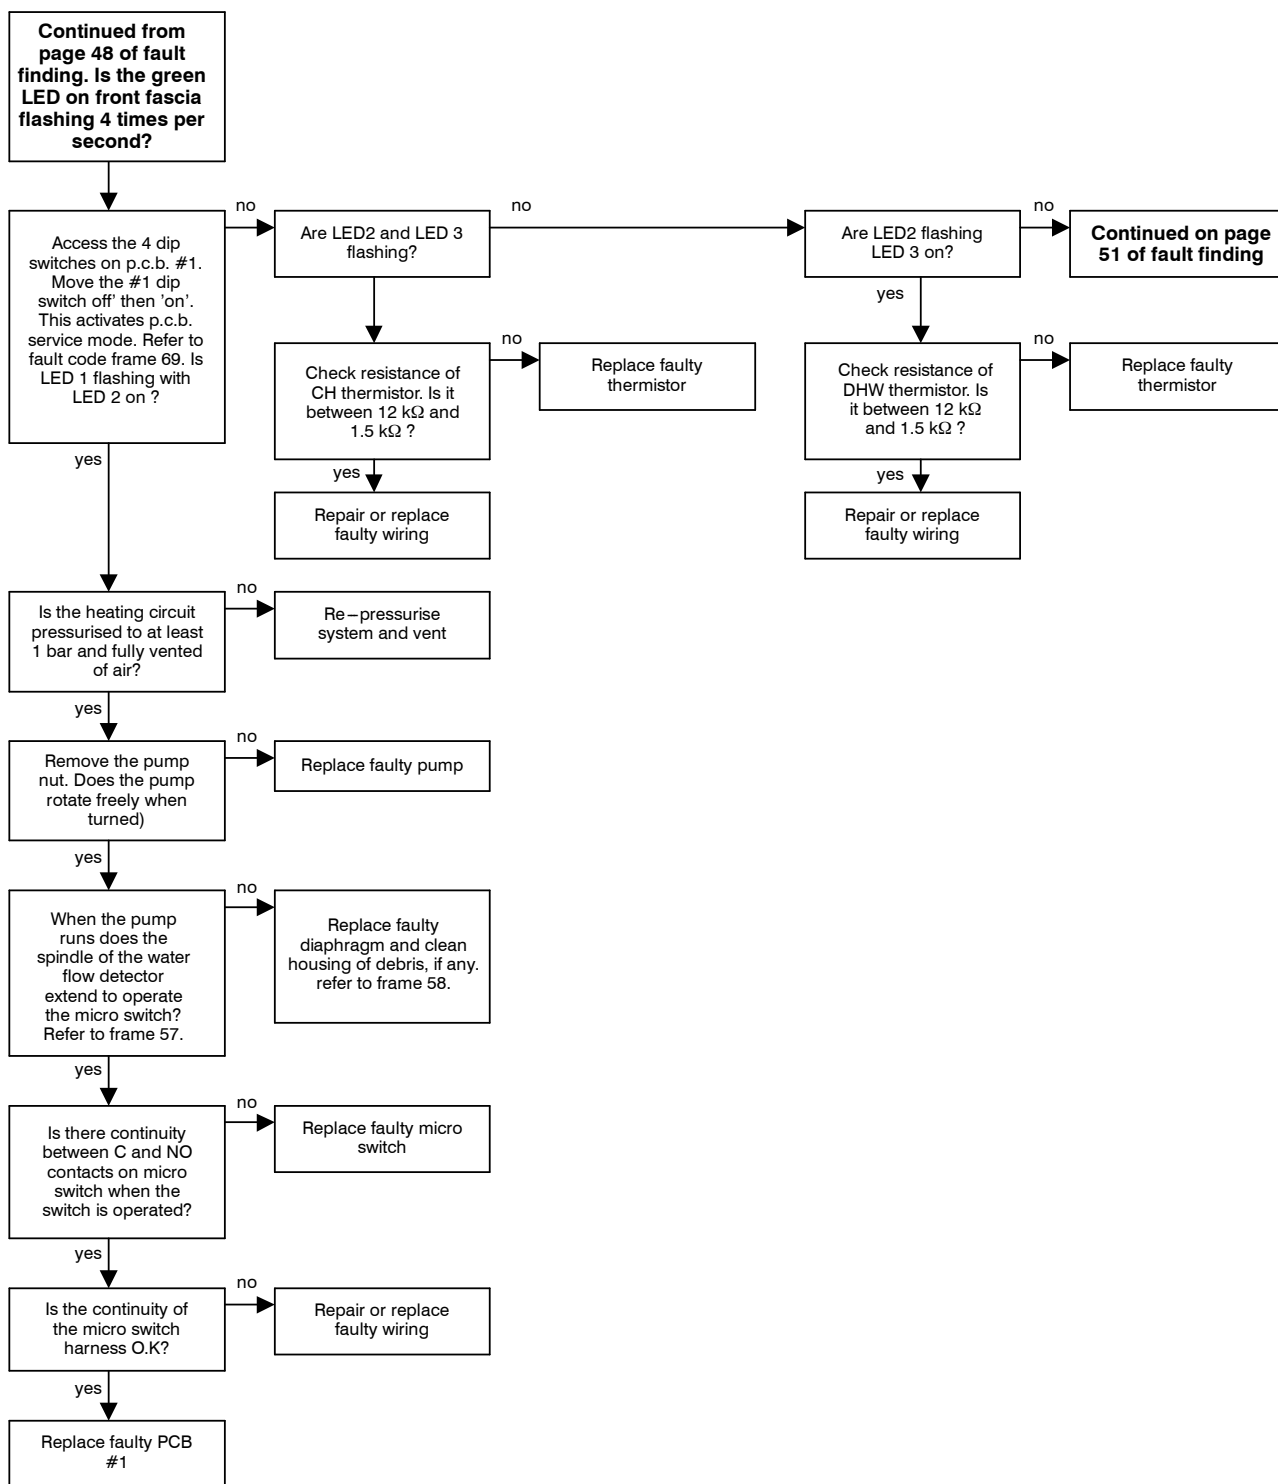 Continued from
page 48 of fault
finding. Is the green
LED on front fascia
flashing 4 times per
second?
no
no
no
Access the 4 dip
switches on p.c.b. #1.
Move the #1 dip
switch off' then 'on'.
This activates p.c.b.
service mode. Refer to
fault code frame 69. Is
LED 1 flashing with
LED 2 on ?
Are LED2 and LED 3
flashing?
Are LED2 flashing
LED 3 on?
Continued on page
51 of fault finding
yes
no
no
Check resistance of
CH thermistor. Is it
between 12 kΩ and
1.5 kΩ ?
Replace faulty
thermistor
Check resistance of
DHW thermistor. Is
it between 12 kΩ
and 1.5 kΩ ?
Replace faulty
thermistor
yes
yes
yes
Repair or replace
faulty wiring
Repair or replace
faulty wiring
no
Is the heating circuit
pressurised to at least
1 bar and fully vented
of air?
Re−pressurise
system and vent
yes
no
Remove the pump
nut. Does the pump
rotate freely when
turned)
Replace faulty pump
yes
no
When the pump
runs does the
spindle of the water
flow detector
extend to operate
the micro switch?
Refer to frame 57.
Replace faulty
diaphragm and clean
housing of debris, if any.
refer to frame 58.
yes
no
Is there continuity
between C and NO
contacts on micro
switch when the
switch is operated?
Replace faulty micro
switch
yes
no
Is the continuity of
the micro switch
harness O.K?
Repair or replace
faulty wiring
yes
Replace faulty PCB
#1